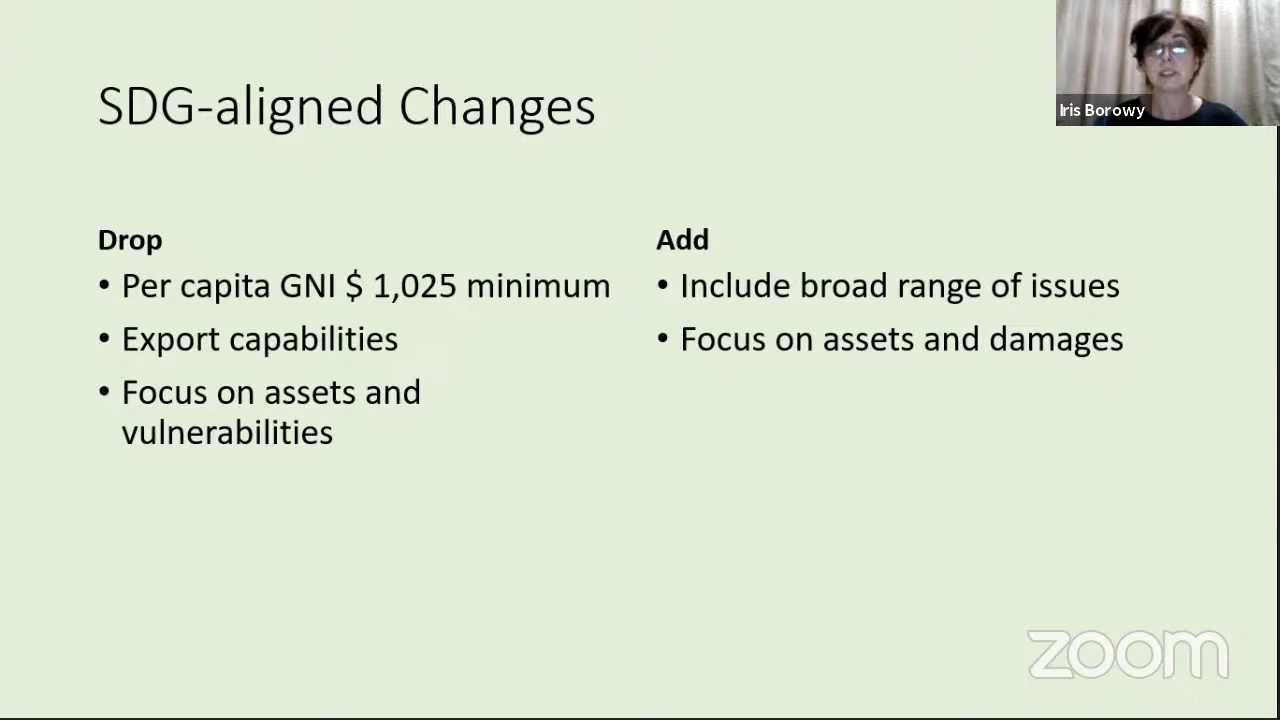 SDG-aligned Changes
Iris Borowy
Drop
• Per capita GNI $ 1,025 minimum
• Export capabilities
• Focus on assets and
vulnerabilities
Add
• Include broad range of issues
• Focus on assets and damages
zoom